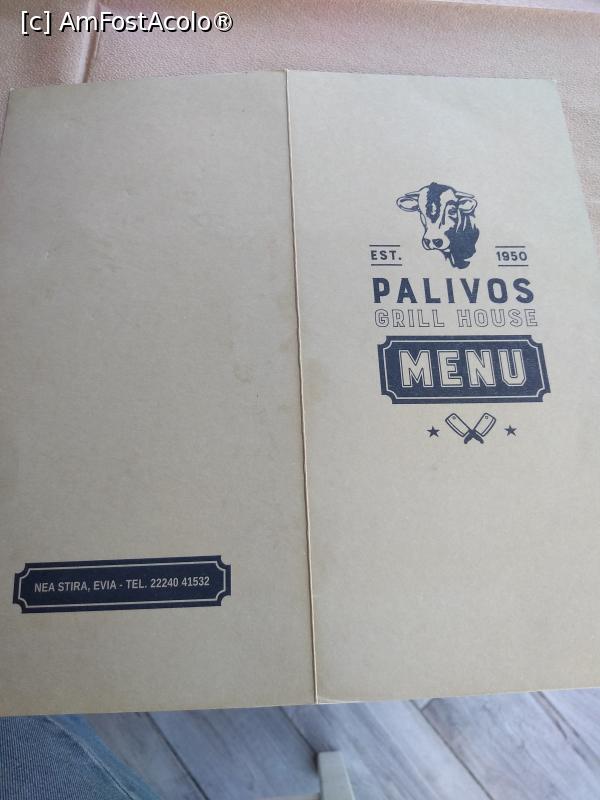 [c] AmFostAcolo®
EST. 1950
PALIVOS
GRILL HOUSE
MENU
NEA STIRA, EVIA - TEL. 22240 41532